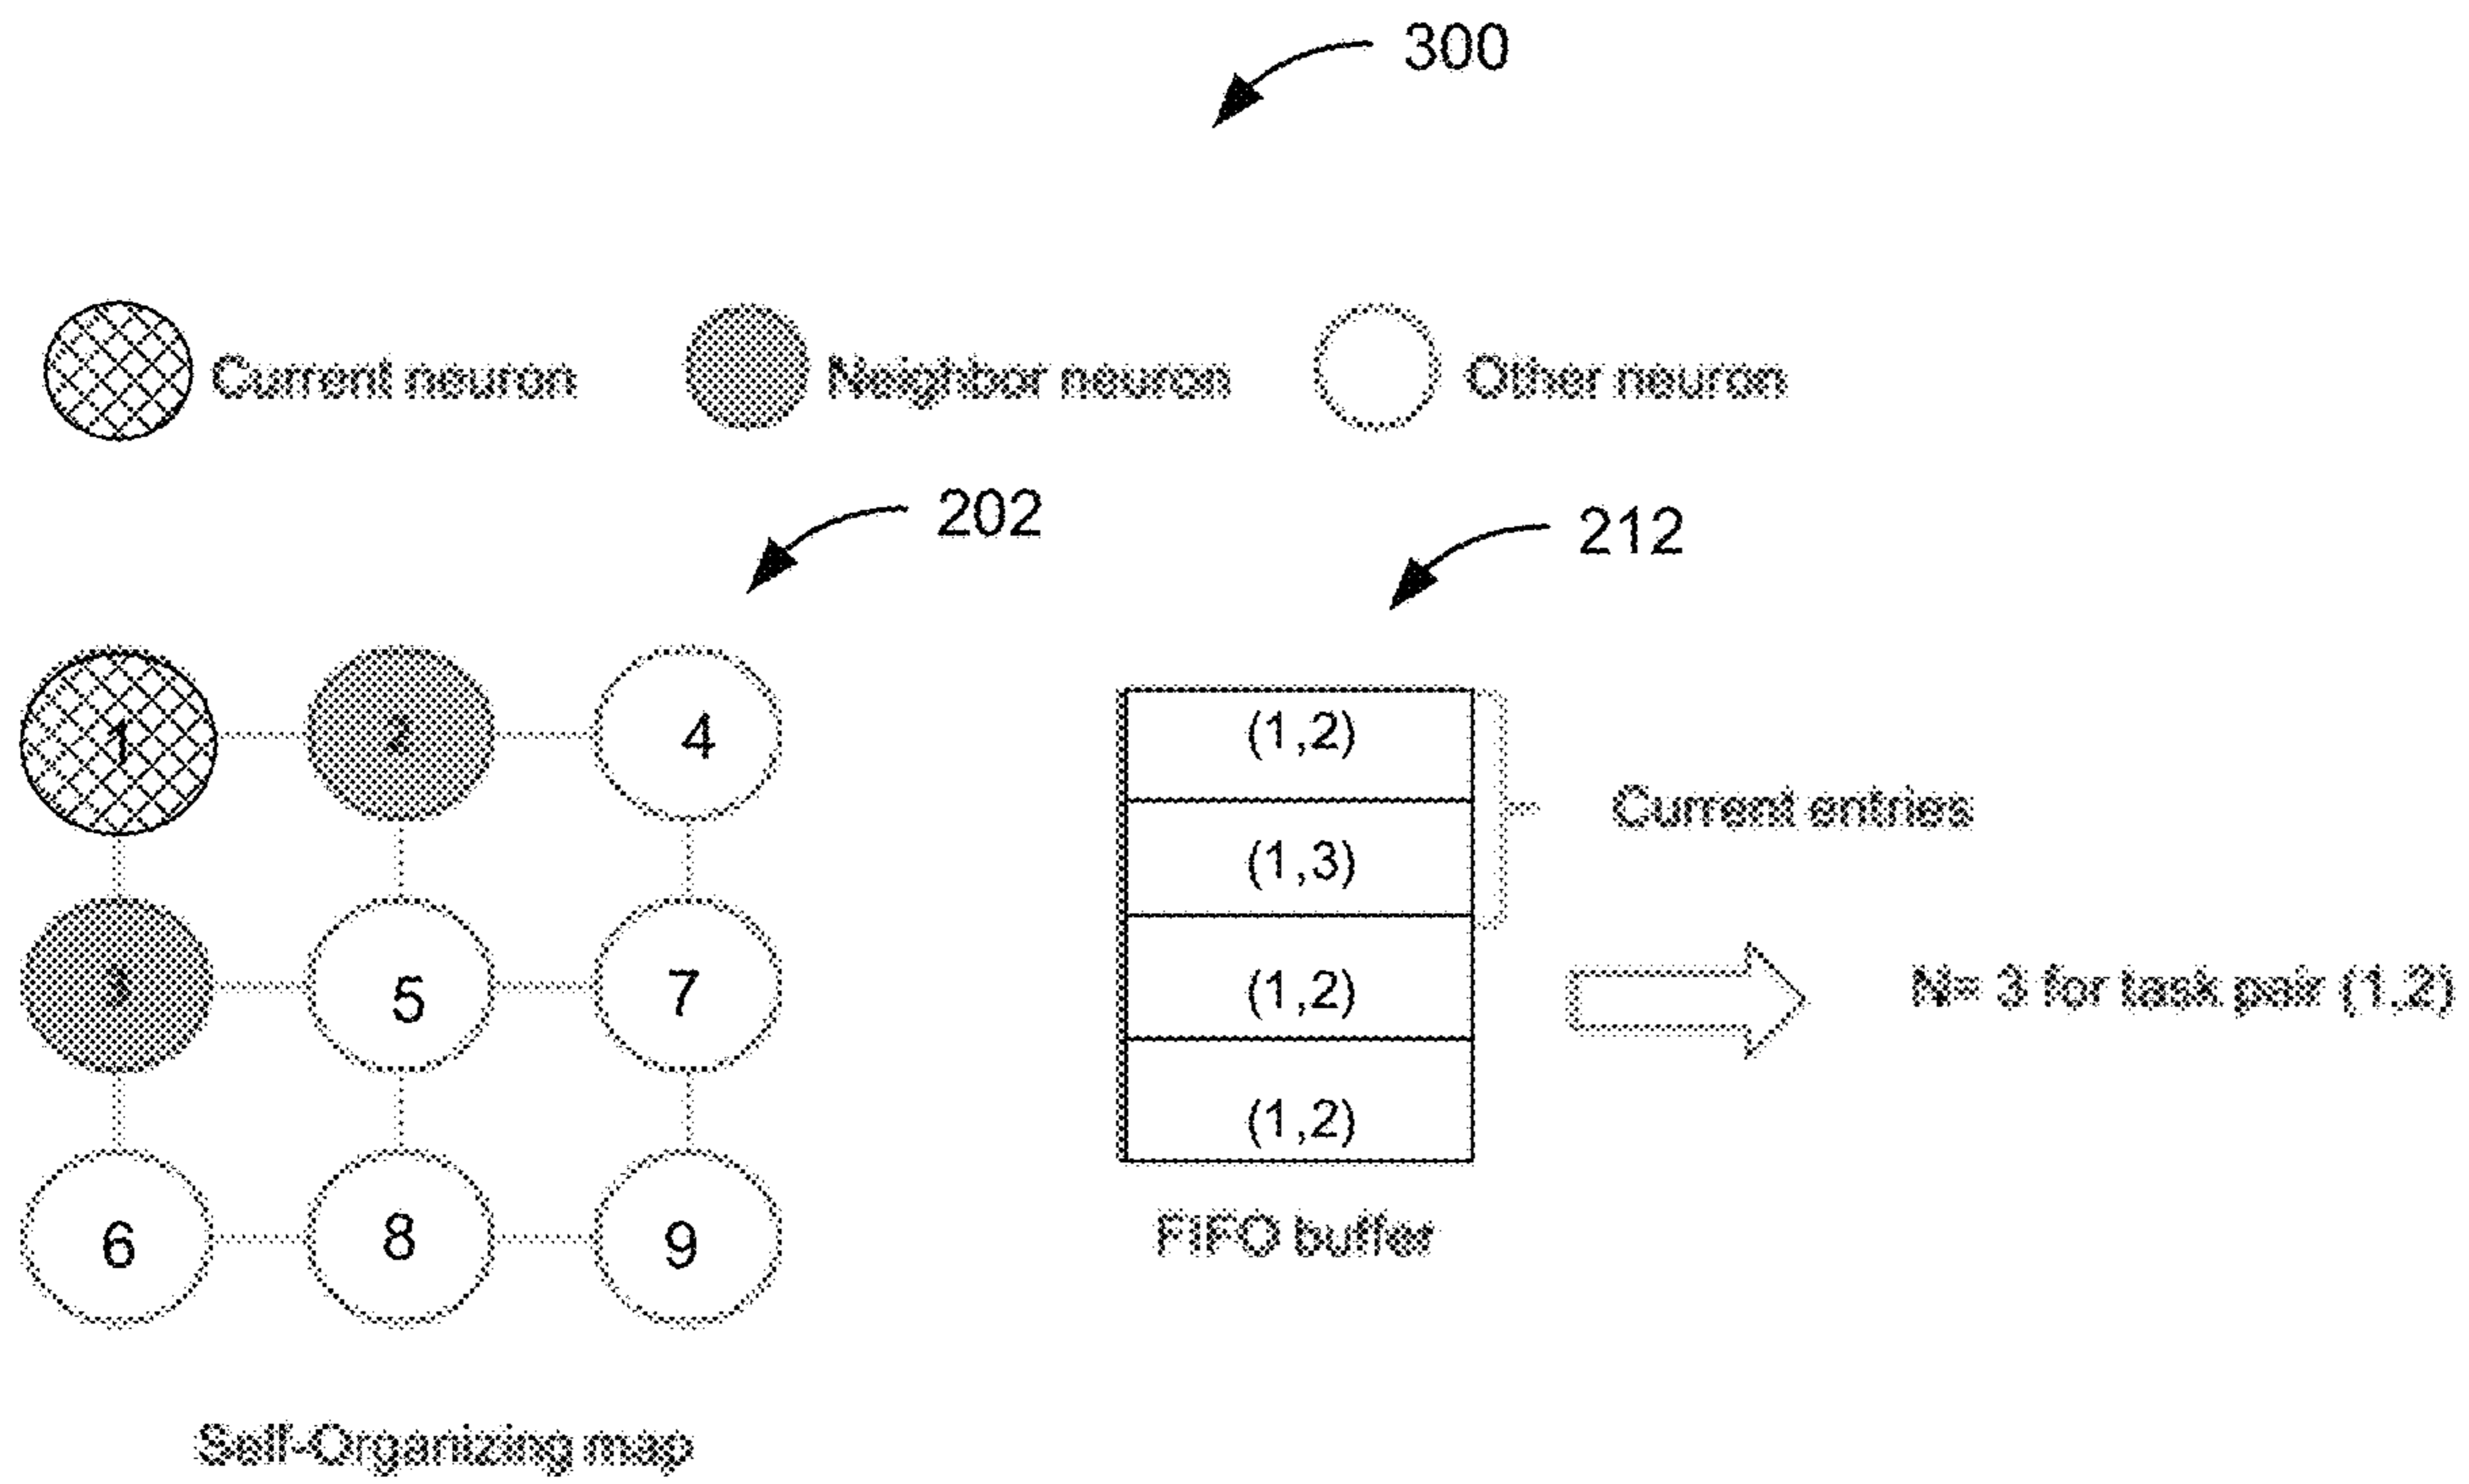 300
Current neuron
Neighbor neuron
Other neuron
202
212
1
2
4
3
5
7
6
8
9
Self-Organizing map
(1,2)
(1,3)
(1,2)
(1,2)
FIFO buffer
Current entries
N= 3 for task pair (1,2)